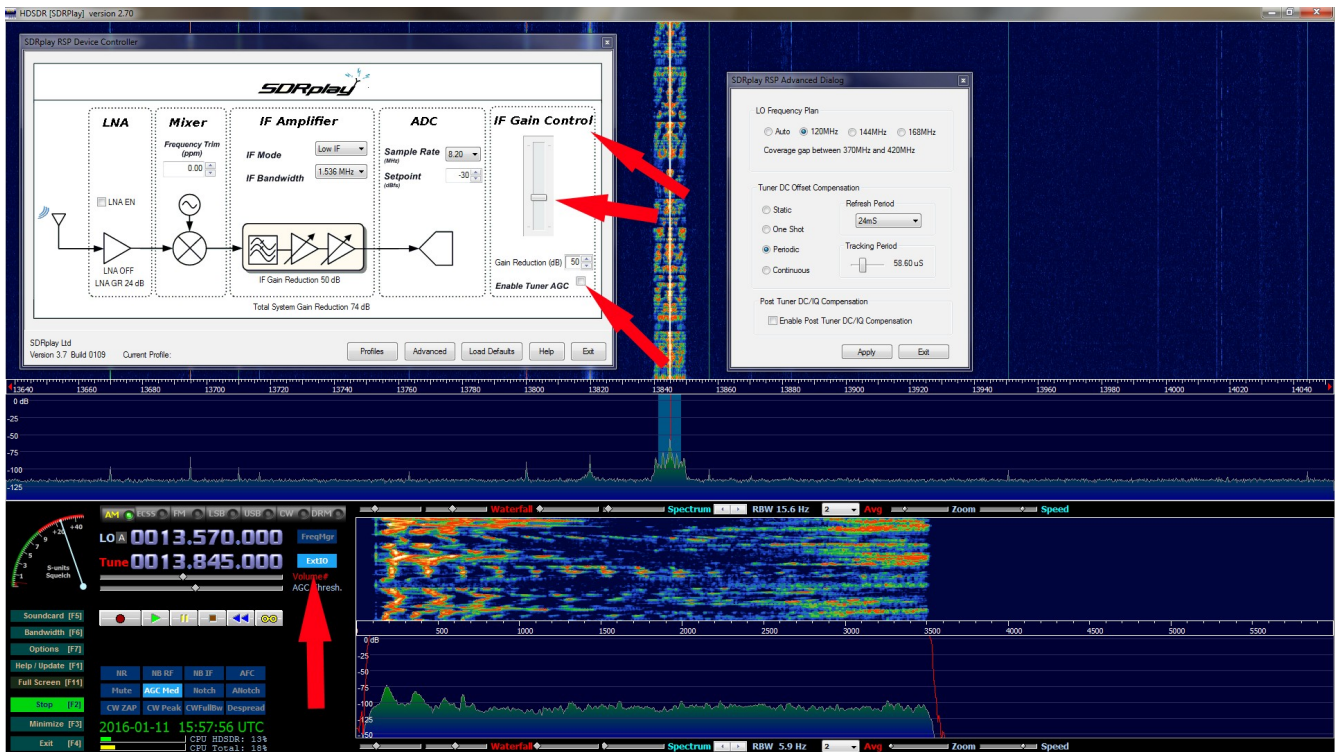 HDSDR [SDRPlay] version 2.70
SDRplay RSP Device Controller
SDRplay
LNA
Mixer
IF Amplifier
ADC
IF Gain Control
Frequency Trim
(ppm)
0.00
IF Mode
Low IF
IF Bandwidth
1.536 MHz
Sample Rate
(MHz)
8.20
Setpoint
(dBfs)
-30
LNA EN
LNA OFF
LNA GR 24 dB
IF Gain Reduction 50 dB
Gain Reduction (dB) 50
Enable Tuner AGC
Total System Gain Reduction 74 dB
SDRplay Ltd
Version 3.7 Build 0109 Current Profile:
Profiles Advanced Load Defaults Help Exit
SDRplay RSP Advanced Dialog
LO Frequency Plan
Auto 120MHz 144MHz 168MHz
Coverage gap between 370MHz and 420MHz
Tuner DC Offset Compensation
Static
One Shot
Periodic
Continuous
Refresh Period
24mS
Tracking Period
58.60 uS
Post Tuner DC/IQ Compensation
Enable Post Tuner DC/IQ Compensation
Apply Exit
13640 13660 13680 13700 13720 13740 13760 13780 13800 13820 13840 13860 13880 13900 13920 13940 13960 13980 14000 14020 14040
0 dB
-25
-50
-75
-100
-125
AM ECSS FM LSB USB CW DRM
Waterfall Spectrum RBW 15.6 Hz 2 Avg Zoom Speed
1 3 5 7 9 +20 +40
S-units
Squelch
LO A 0013.570.000 FreqMgr
Tune 0013.845.000 ExtIO
Volume#
AGC Thresh.
Soundcard [F5]
Bandwidth [F6]
Options [F7]
Help / Update [F1]
Full Screen [F11]
Stop [F2]
Minimize [F3]
Exit [F4]
NR NB RF NB IF AFC
Mute AGC Med Notch ANotch
CW ZAP CW Peak CWFullBw Despread
2016-01-11 15:57:56 UTC
CPU HDSDR: 13%
CPU Total: 18%
500 1000 1500 2000 2500 3000 3500 4000 4500 5000 5500
0 dB
-25
-50
-75
-100
-125
-150
Waterfall Spectrum RBW 5.9 Hz 2 Avg Zoom Speed